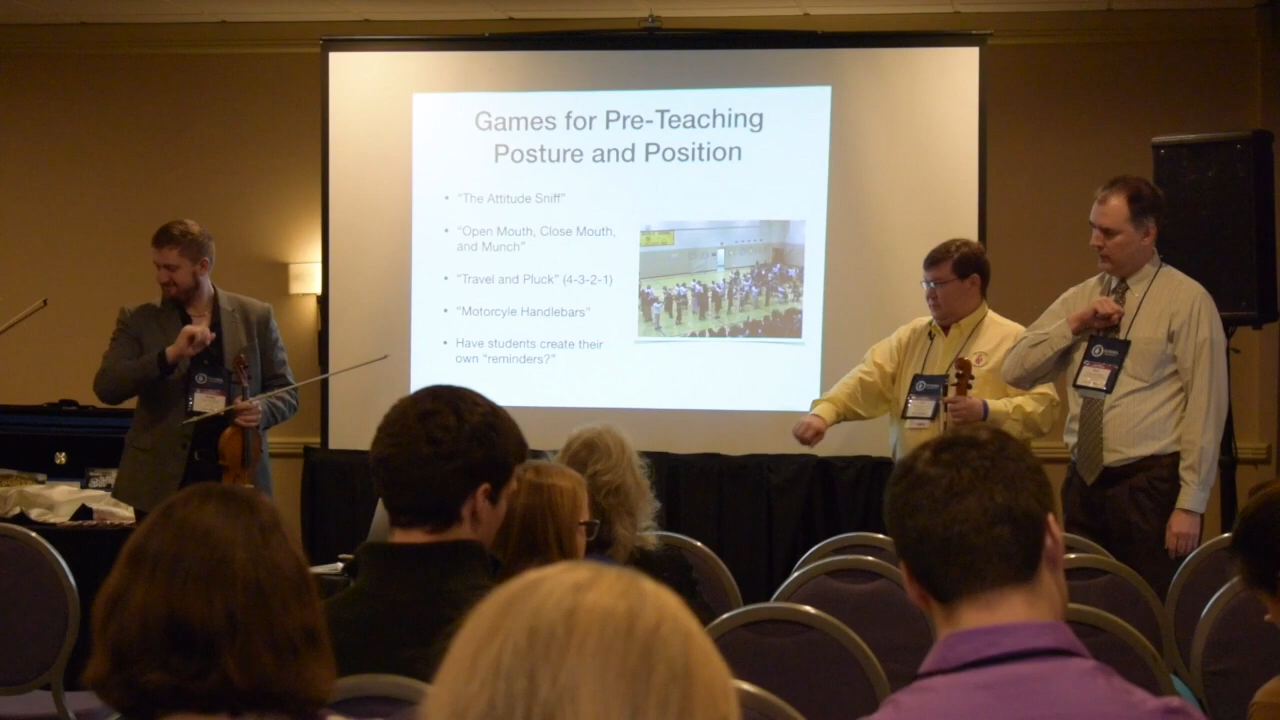 Games for Pre-Teaching
Posture and Position
• “The Attitude Sniff”
• “Open Mouth, Close Mouth,
and Munch”
• “Travel and Pluck” (4-3-2-1)
• “Motorcyle Handlebars”
• Have students create their
own “reminders?”